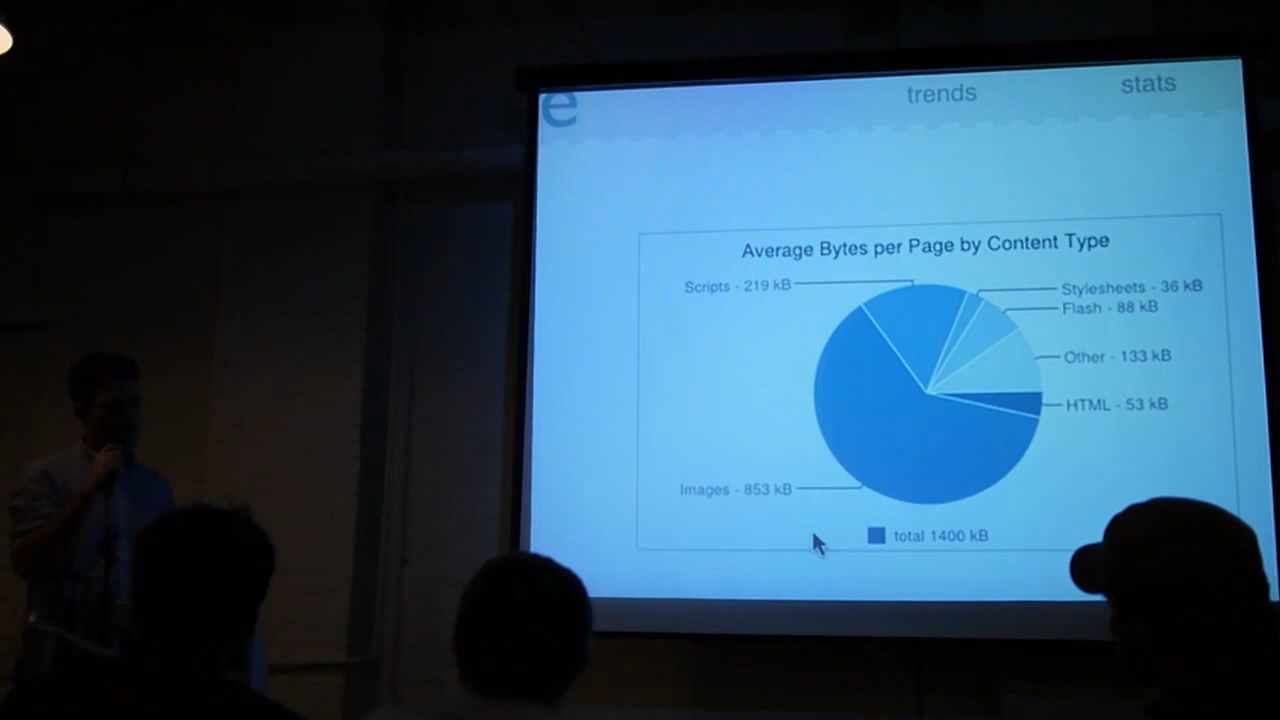 e
trends
stats
Average Bytes per Page by Content Type
Scripts - 219 kB
Stylesheets - 36 kB
Flash - 88 kB
Other - 133 kB
HTML - 53 kB
Images - 853 kB
total 1400 kB